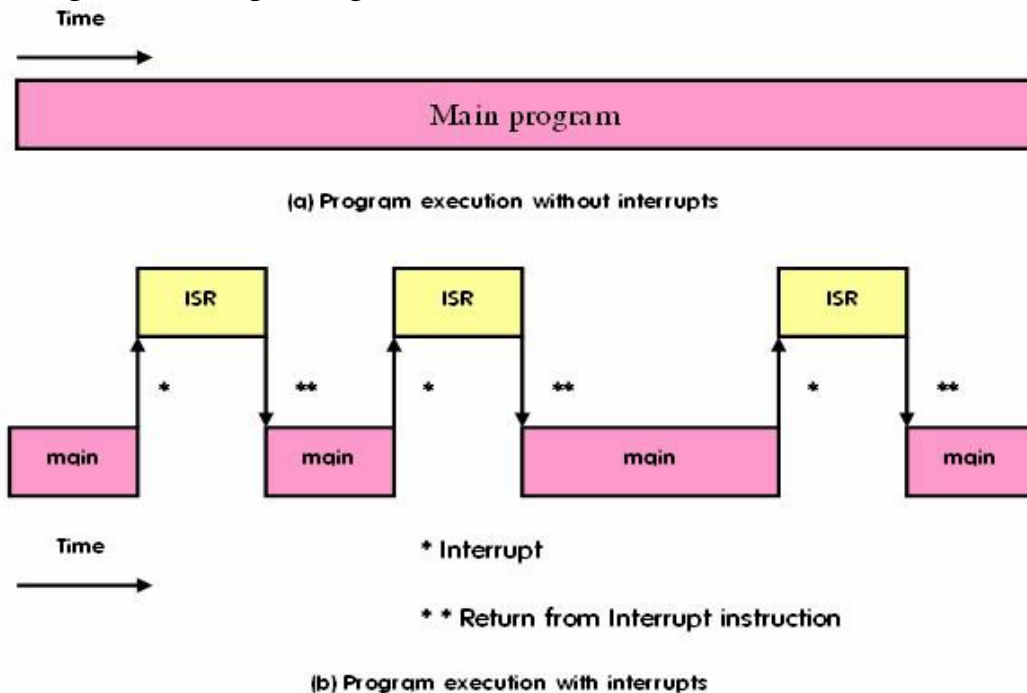 Time
Main program
(a) Program execution without interrupts
ISR ISR ISR
* ** * ** * **
main main main main
Time
* Interrupt
* * Return from Interrupt instruction
(b) Program execution with interrupts